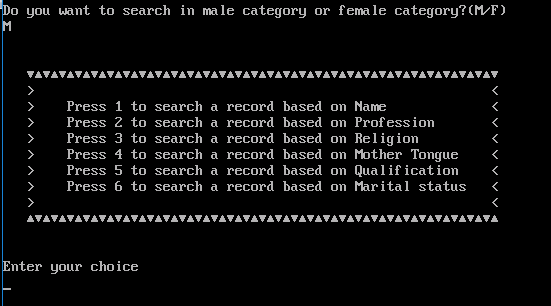 Do you want to search in male category or female category?(M/F)
M
▼▲▼▲▼▲▼▲▼▲▼▲▼▲▼▲▼▲▼▲▼▲▼▲▼▲▼▲▼▲▼▲▼▲▼▲▼▲▼▲▼▲▼▲▼▲▼▲▼▲▼▲▼▲▼▲▼▲▼
> <
> Press 1 to search a record based on Name <
> Press 2 to search a record based on Profession <
> Press 3 to search a record based on Religion <
> Press 4 to search a record based on Mother Tongue <
> Press 5 to search a record based on Qualification <
> Press 6 to search a record based on Marital status <
> <
▲▼▲▼▲▼▲▼▲▼▲▼▲▼▲▼▲▼▲▼▲▼▲▼▲▼▲▼▲▼▲▼▲▼▲▼▲▼▲▼▲▼▲▼▲▼▲▼▲▼▲▼▲▼▲▼▲▼▲
Enter your choice
_